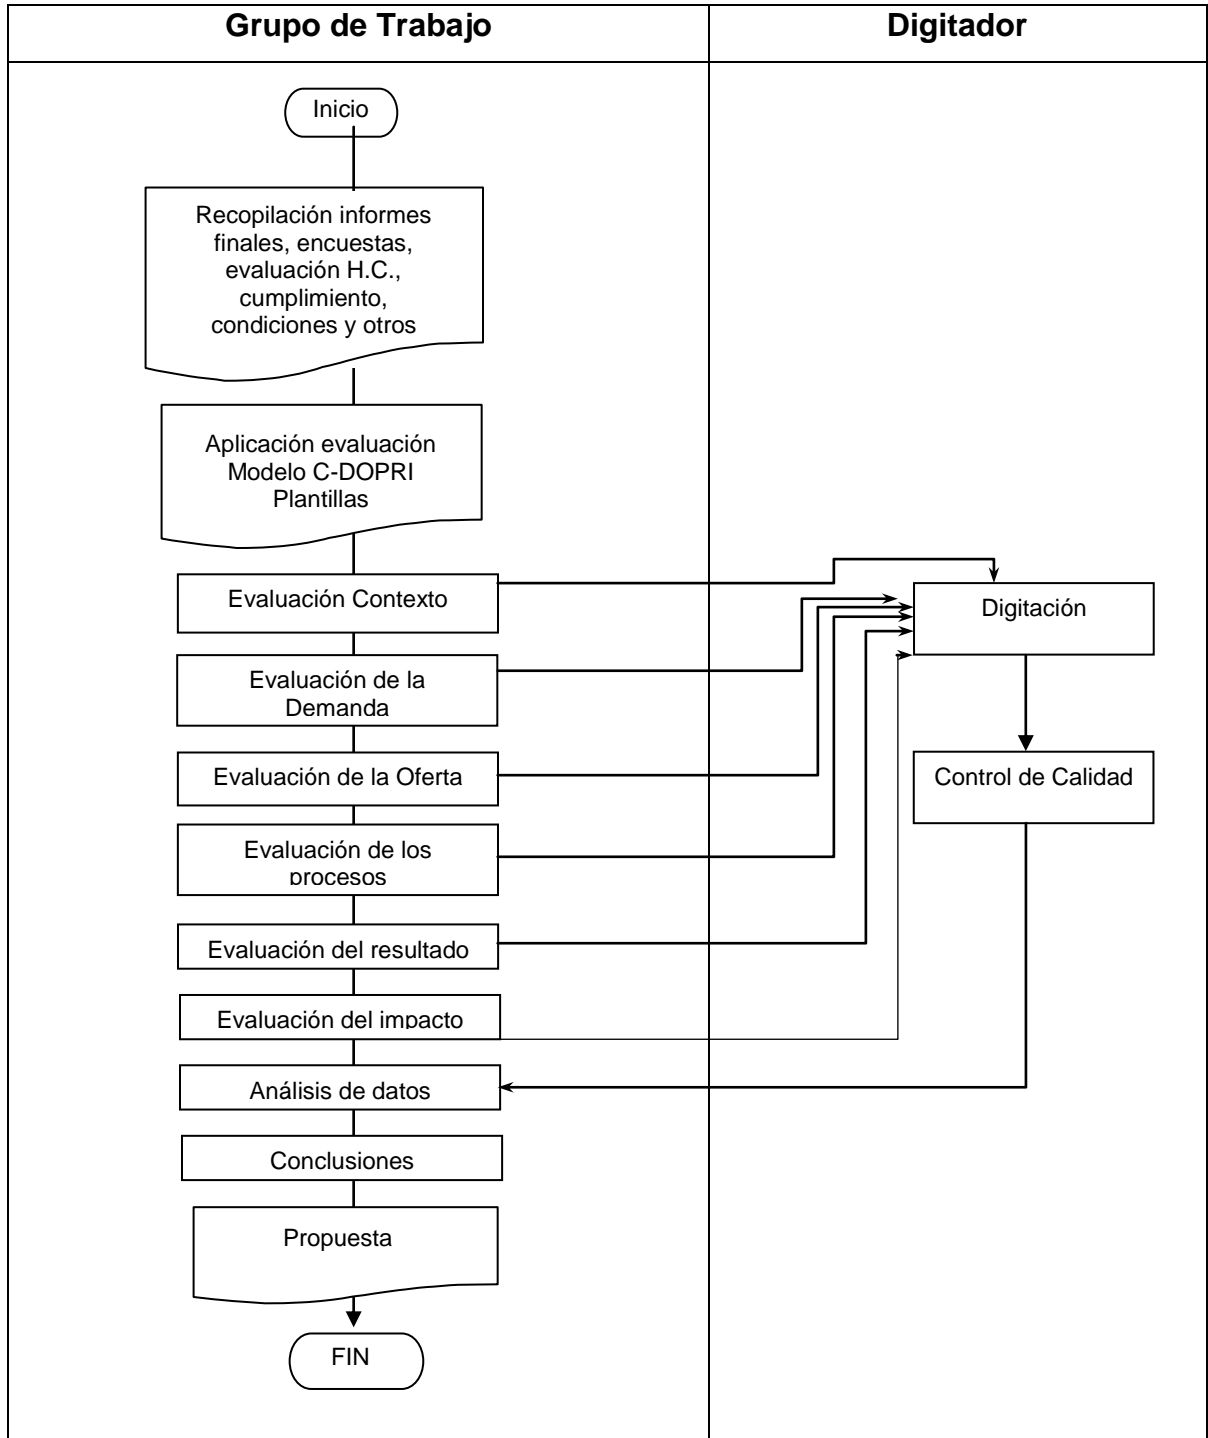 Grupo de Trabajo
Digitador
Inicio
Recopilación informes
finales, encuestas,
evaluación H.C.,
cumplimiento,
condiciones y otros
Aplicación evaluación
Modelo C-DOPRI
Plantillas
Evaluación Contexto
Digitación
Evaluación de la
Demanda
Evaluación de la Oferta
Control de Calidad
Evaluación de los
procesos
Evaluación del resultado
Evaluación del impacto
Análisis de datos
Conclusiones
Propuesta
FIN